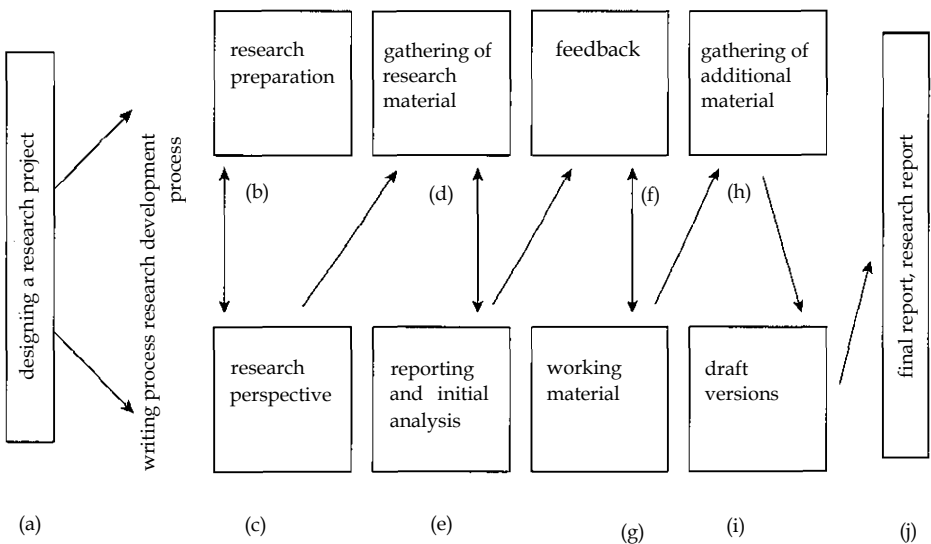 designing a research project
writing process research development
process
research
preparation
gathering of
research
material
feedback
gathering of
additional
material
(b)
(d)
(f)
(h)
research
perspective
reporting
and initial
analysis
working
material
draft
versions
final report, research report
(a)
(c)
(e)
(g)
(i)
(j)